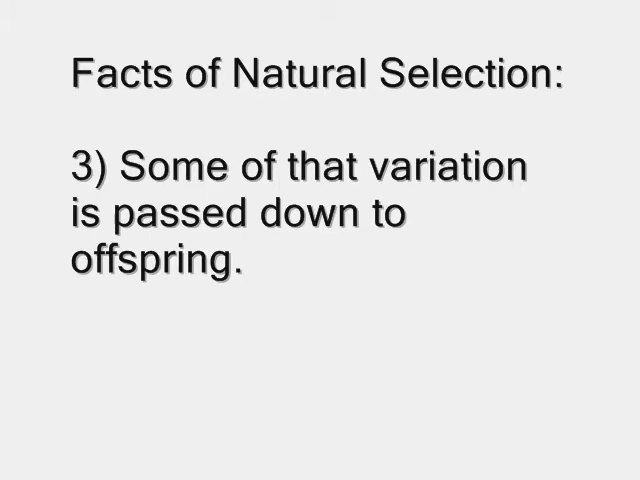 Facts of Natural Selection:
3) Some of that variation
is passed down to
offspring.